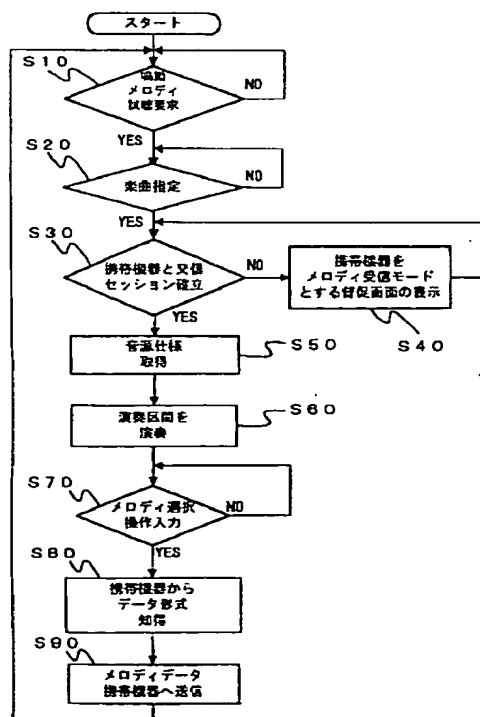 スタート
S10
協動
メロディ
試聴要求
NO
YES
S20
楽曲指定
NO
YES
S30
携帯機器と交信
セッション確立
NO
携帯機器を
メロディ受信モード
とする督促画面の表示
S40
YES
音源仕様
取得
S50
演奏区間を
演奏
S60
S70
メロディ選択
操作入力
NO
YES
S80
携帯機器から
データ形式
知得
S90
メロディデータ
携帯機器へ送信